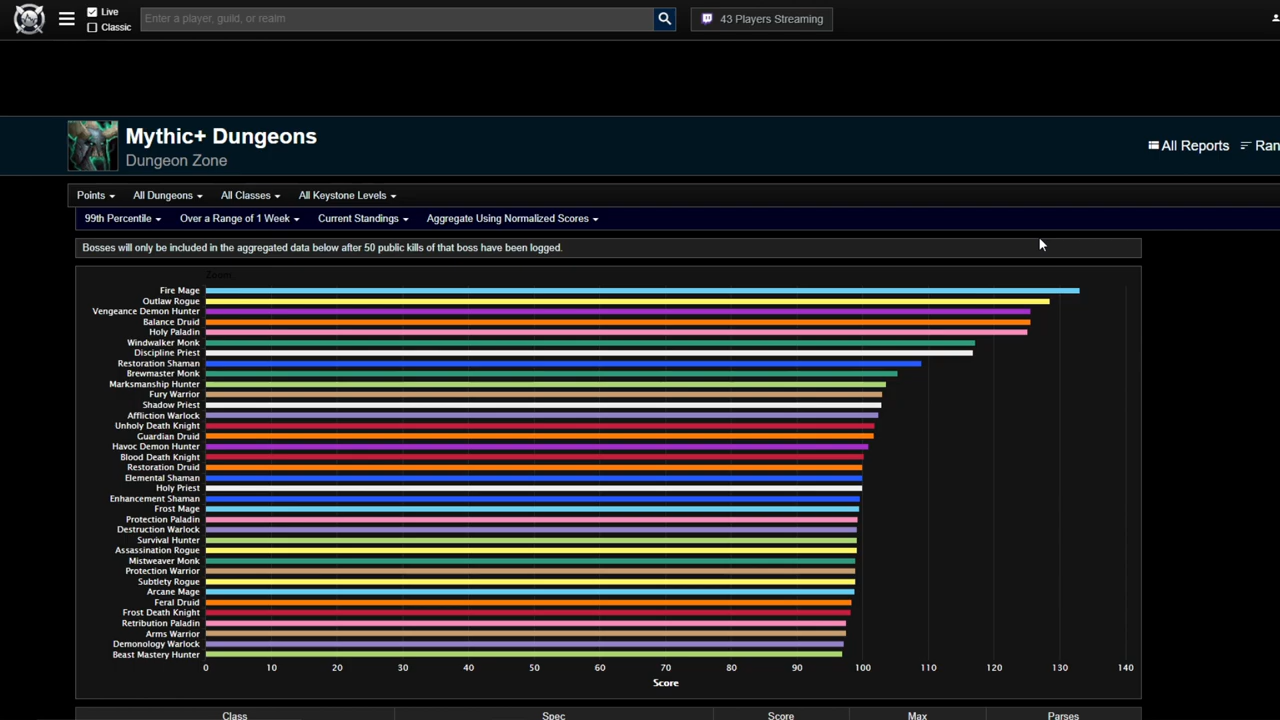 Live
Classic
Enter a player, guild, or realm
43 Players Streaming
Mythic+ Dungeons
Dungeon Zone
All Reports
Ran
Points
All Dungeons
All Classes
All Keystone Levels
99th Percentile
Over a Range of 1 Week
Current Standings
Aggregate Using Normalized Scores
Bosses will only be included in the aggregated data below after 50 public kills of that boss have been logged.
Zoom
Fire Mage
Outlaw Rogue
Vengeance Demon Hunter
Balance Druid
Holy Paladin
Windwalker Monk
Discipline Priest
Restoration Shaman
Brewmaster Monk
Marksmanship Hunter
Fury Warrior
Shadow Priest
Affliction Warlock
Unholy Death Knight
Guardian Druid
Havoc Demon Hunter
Blood Death Knight
Restoration Druid
Elemental Shaman
Holy Priest
Enhancement Shaman
Frost Mage
Protection Paladin
Destruction Warlock
Survival Hunter
Assassination Rogue
Mistweaver Monk
Protection Warrior
Subtlety Rogue
Arcane Mage
Feral Druid
Frost Death Knight
Retribution Paladin
Arms Warrior
Demonology Warlock
Beast Mastery Hunter
0 10 20 30 40 50 60 70 80 90 100 110 120 130 140
Score
Class Spec Score Max Parses